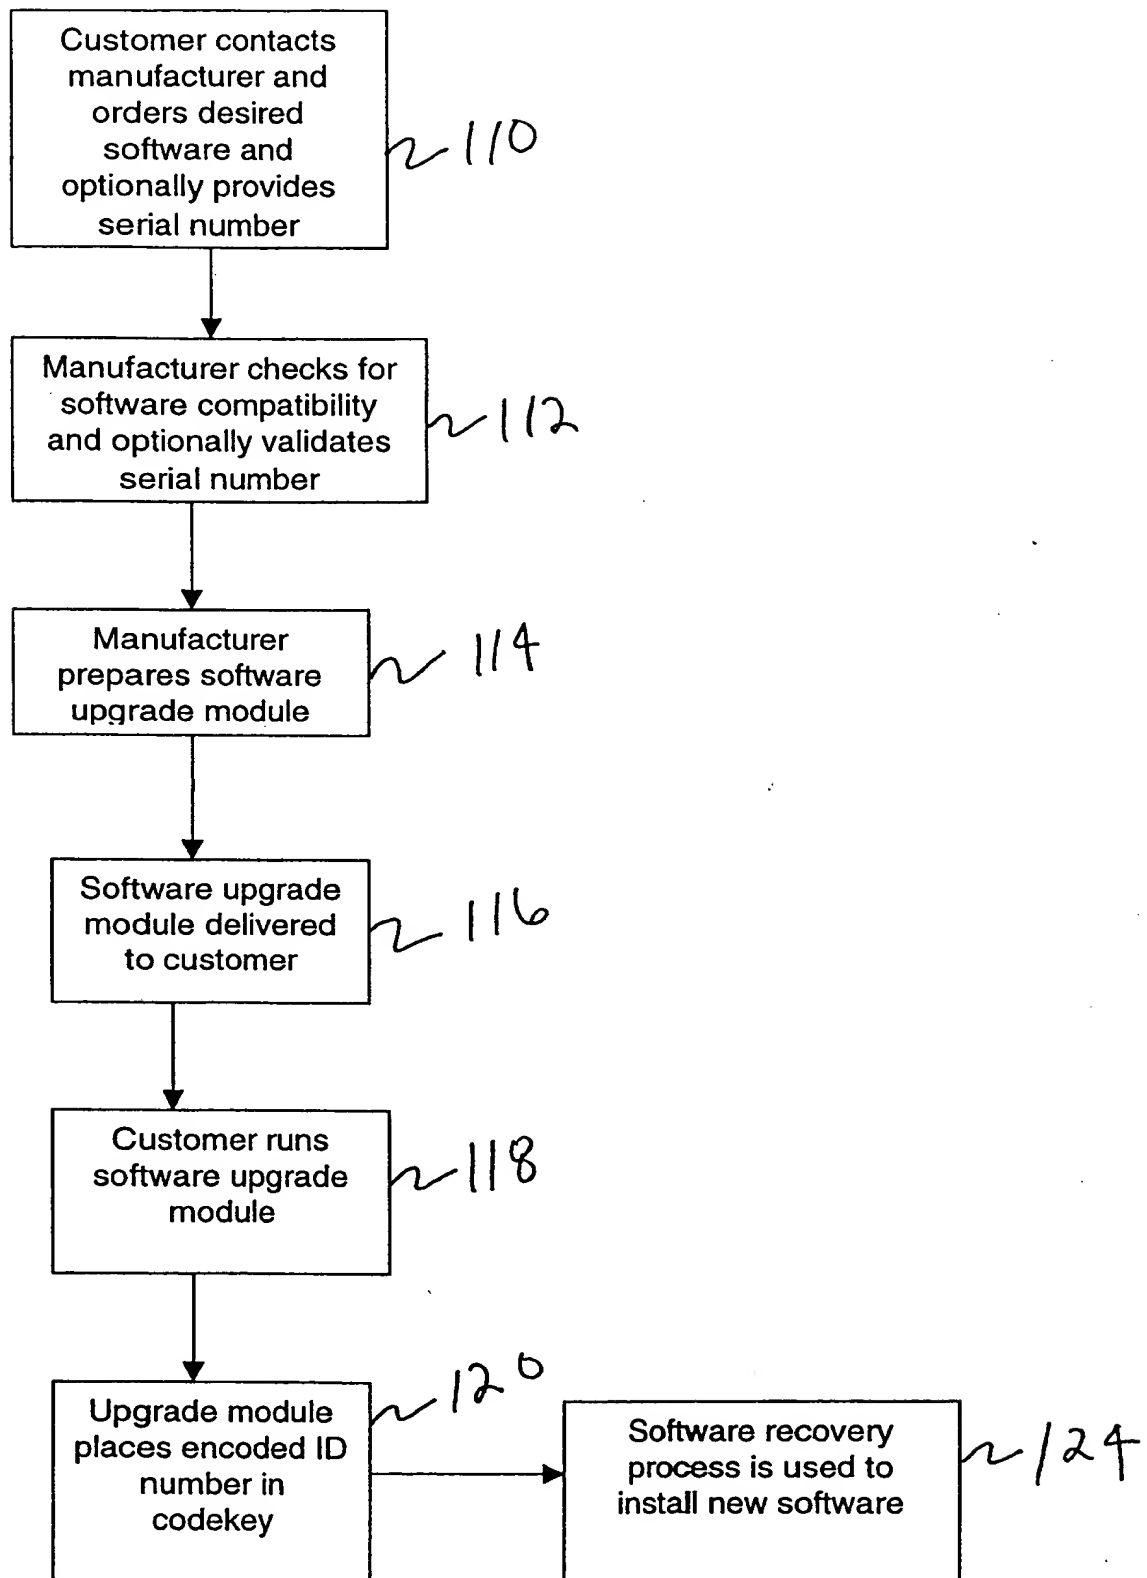 Customer contacts
manufacturer and
orders desired
software and
optionally provides
serial number
110
Manufacturer checks for
software compatibility
and optionally validates
serial number
112
Manufacturer
prepares software
upgrade module
114
Software upgrade
module delivered
to customer
116
Customer runs
software upgrade
module
118
Upgrade module
places encoded ID
number in
codekey
120
Software recovery
process is used to
install new software
124